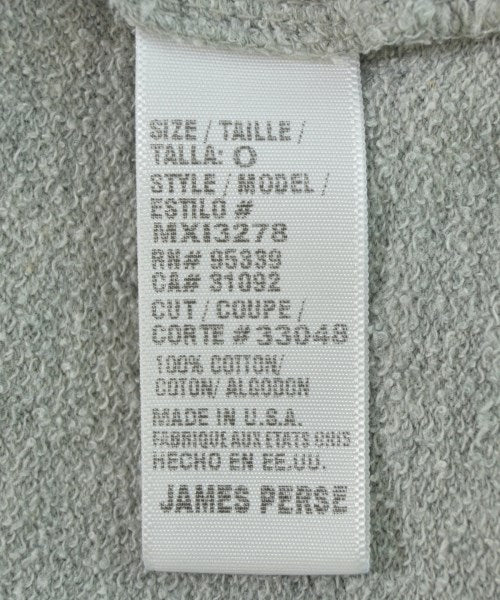 SIZE / TAILLE /
TALLA: O
STYLE / MODEL /
ESTILO #
MXI3278
RN# 95339
CA# 31092
CUT / COUPE /
CORTE # 33048
100% COTTON/
COTON/ ALGODON
MADE IN U.S.A.
FABRIQUE AUX ETATS UNIS
HECHO EN EE.UU.
JAMES PERSE